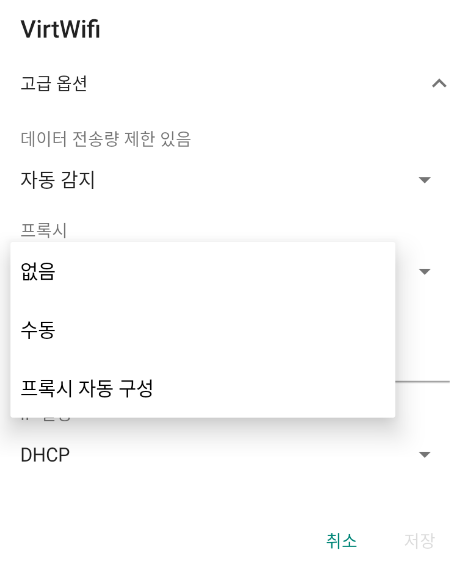 VirtWifi
고급 옵션
데이터 전송량 제한 있음
자동 감지
프록시
없음
수동
프록시 자동 구성
DHCP
취소
저장